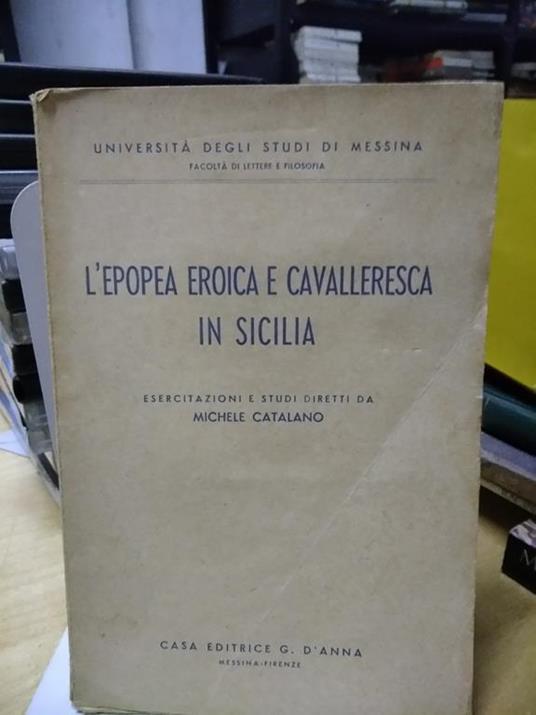 UNIVERSITÀ DEGLI STUDI DI MESSINA
FACOLTÀ DI LETTERE E FILOSOFIA
L'EPOPEA EROICA E CAVALLERESCA
IN SICILIA
ESERCITAZIONI E STUDI DIRETTI DA
MICHELE CATALANO
CASA EDITRICE G. D'ANNA
MESSINA-FIRENZE